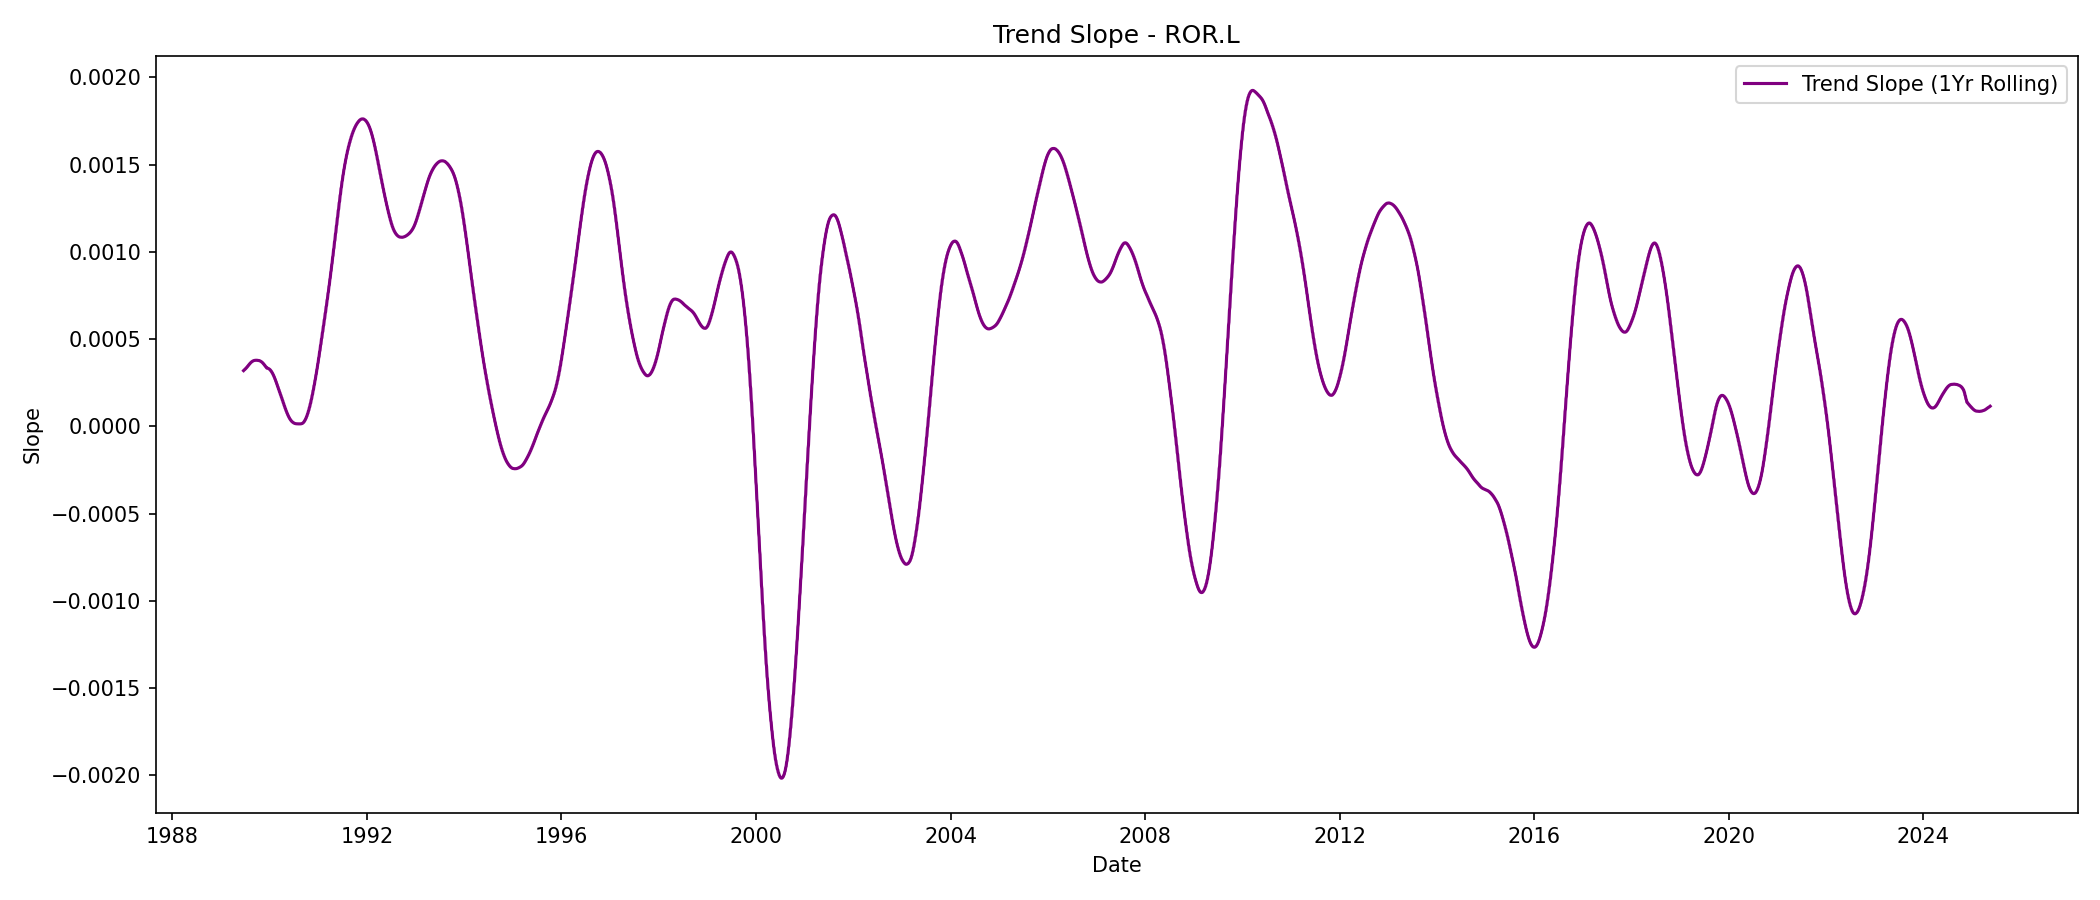 Trend Slope - ROR.L
Trend Slope (1Yr Rolling)
Slope
0.0020
0.0015
0.0010
0.0005
0.0000
−0.0005
−0.0010
−0.0015
−0.0020
1988 1992 1996 2000 2004 2008 2012 2016 2020 2024
Date